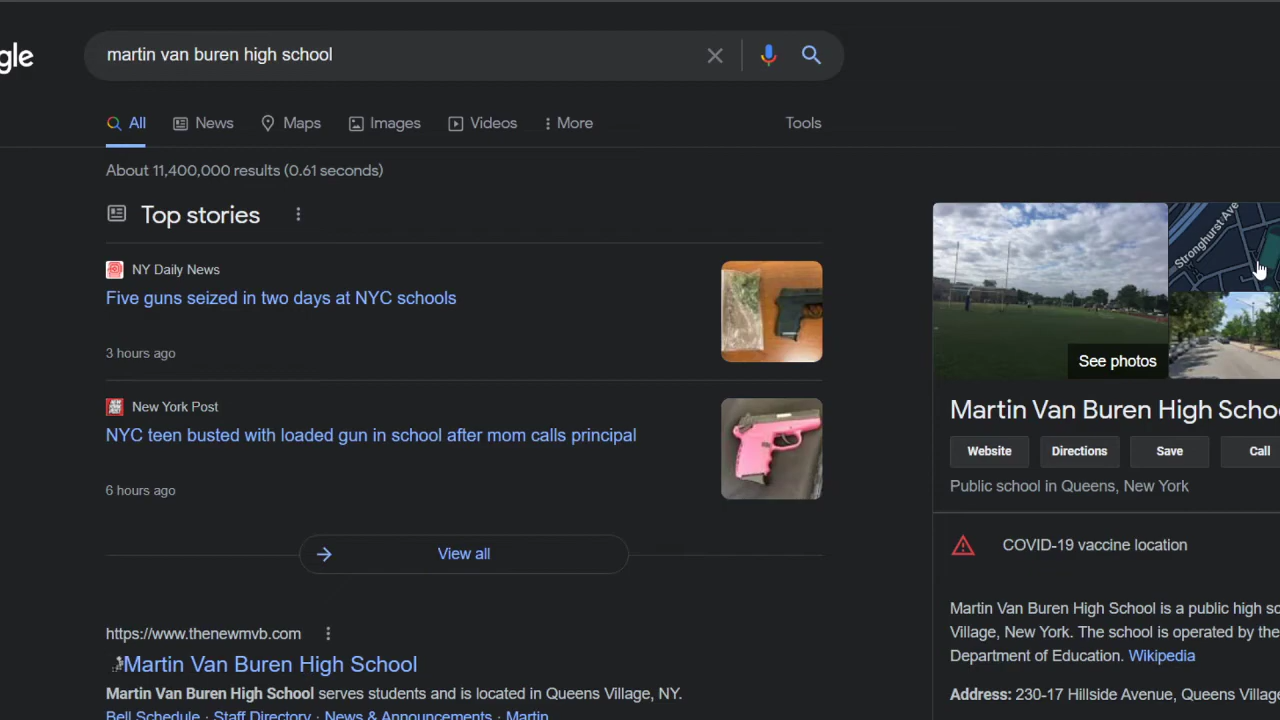 gle
martin van buren high school
All
News
Maps
Images
Videos
More
Tools
About 11,400,000 results (0.61 seconds)
Top stories
NY Daily News
Five guns seized in two days at NYC schools
3 hours ago
New York Post
NYC teen busted with loaded gun in school after mom calls principal
6 hours ago
View all
https://www.thenewmvb.com
Martin Van Buren High School
Martin Van Buren High School serves students and is located in Queens Village, NY.
Bell Schedule · Staff Directory · News & Announcements · Martin
Stronghurst Ave
See photos
Martin Van Buren High Schoo
Website
Directions
Save
Call
Public school in Queens, New York
COVID-19 vaccine location
Martin Van Buren High School is a public high sc
Village, New York. The school is operated by the
Department of Education. Wikipedia
Address: 230-17 Hillside Avenue, Queens Village